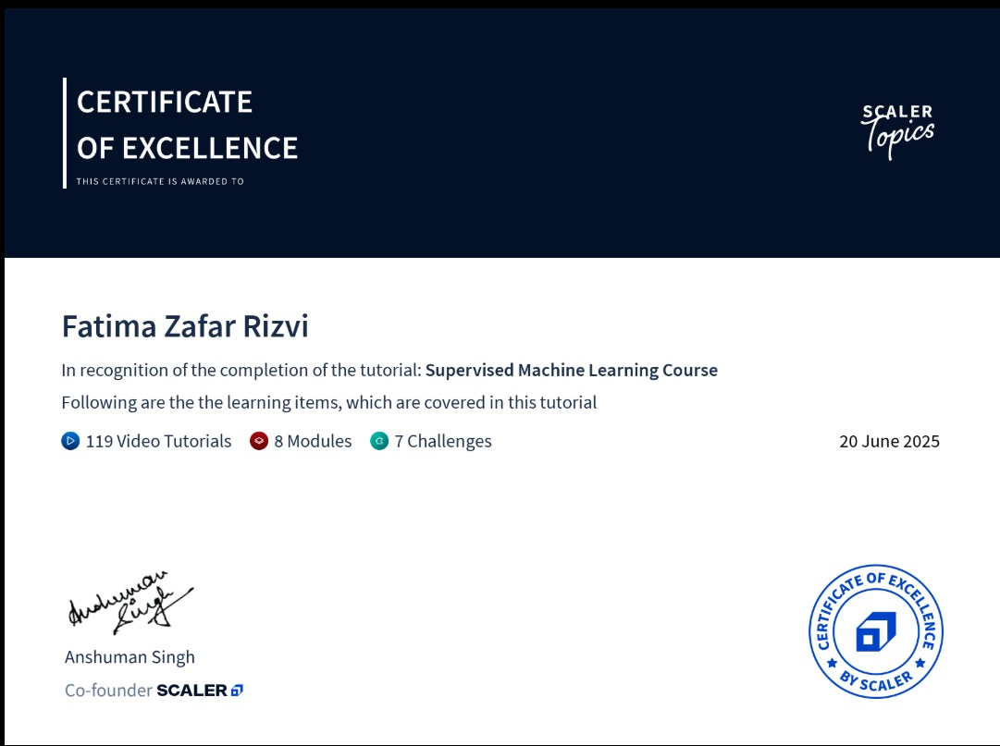 CERTIFICATE
OF EXCELLENCE
THIS CERTIFICATE IS AWARDED TO
SCALER
Topics
Fatima Zafar Rizvi
In recognition of the completion of the tutorial: Supervised Machine Learning Course
Following are the the learning items, which are covered in this tutorial
119 Video Tutorials 8 Modules 7 Challenges 20 June 2025
Anshuman
Singh
Anshuman Singh
Co-founder SCALER
CERTIFICATE OF EXCELLENCE
BY SCALER